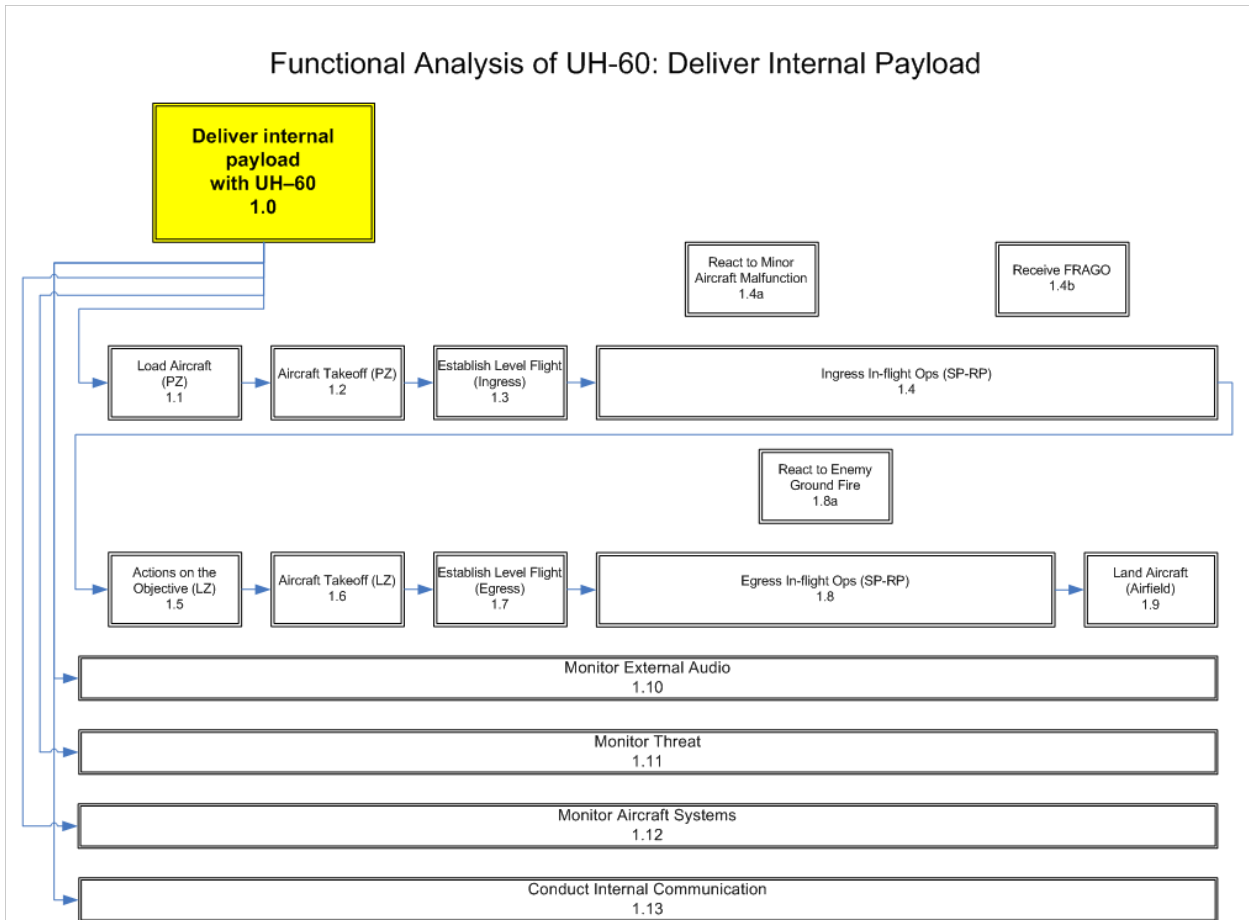 Functional Analysis of UH-60: Deliver Internal Payload
Deliver internal
payload
with UH–60
1.0
React to Minor
Aircraft Malfunction
1.4a
Receive FRAGO
1.4b
Load Aircraft
(PZ)
1.1
Aircraft Takeoff (PZ)
1.2
Establish Level Flight
(Ingress)
1.3
Ingress In-flight Ops (SP-RP)
1.4
React to Enemy
Ground Fire
1.8a
Actions on the
Objective (LZ)
1.5
Aircraft Takeoff (LZ)
1.6
Establish Level Flight
(Egress)
1.7
Egress In-flight Ops (SP-RP)
1.8
Land Aircraft
(Airfield)
1.9
Monitor External Audio
1.10
Monitor Threat
1.11
Monitor Aircraft Systems
1.12
Conduct Internal Communication
1.13